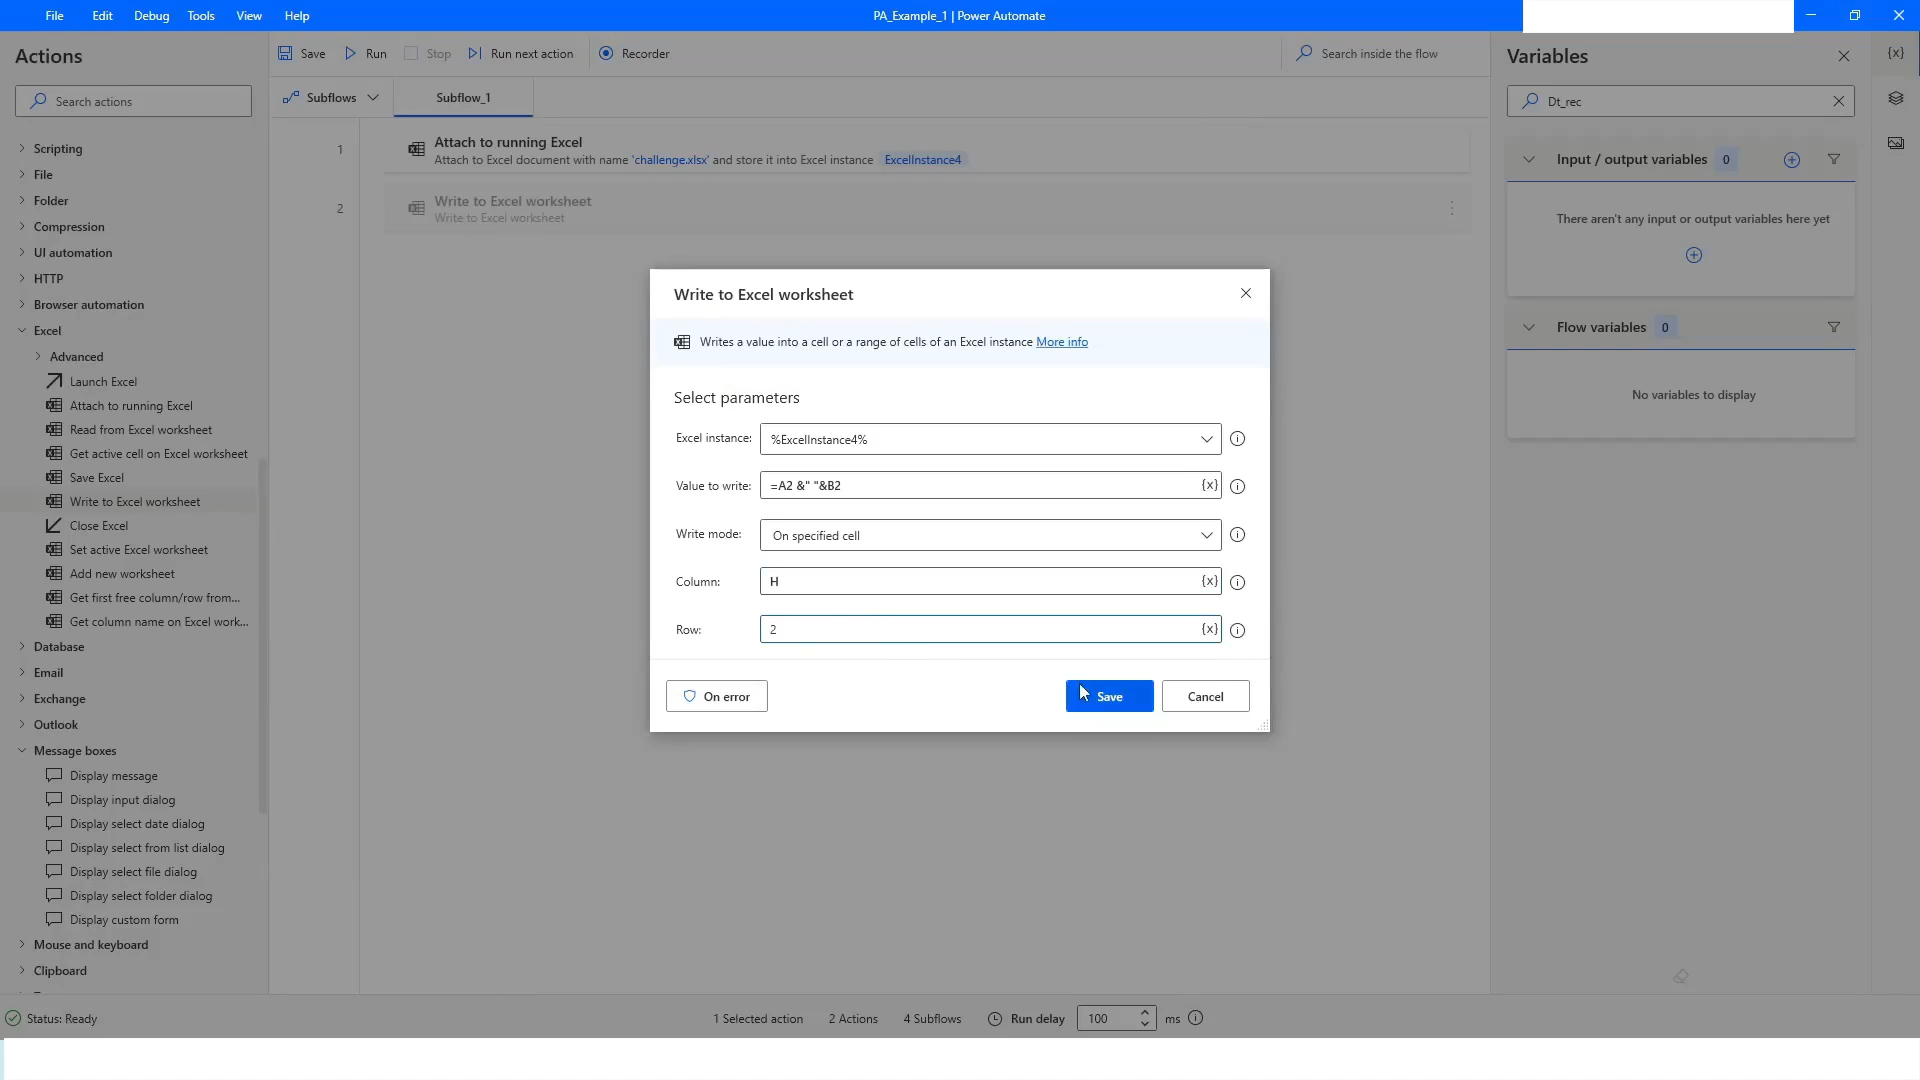 File Edit Debug Tools View Help
PA_Example_1 | Power Automate
Actions
Search actions
Scripting
File
Folder
Compression
UI automation
HTTP
Browser automation
Excel
Advanced
Launch Excel
Attach to running Excel
Read from Excel worksheet
Get active cell on Excel worksheet
Save Excel
Write to Excel worksheet
Close Excel
Set active Excel worksheet
Add new worksheet
Get first free column/row from...
Get column name on Excel work...
Database
Email
Exchange
Outlook
Message boxes
Display message
Display input dialog
Display select date dialog
Display select from list dialog
Display select file dialog
Display select folder dialog
Display custom form
Mouse and keyboard
Clipboard
Save Run Stop Run next action Recorder
Search inside the flow
Subflows Subflow_1
1 Attach to running Excel
Attach to Excel document with name 'challenge.xlsx' and store it into Excel instance ExcelInstance4
2 Write to Excel worksheet
Write to Excel worksheet
Write to Excel worksheet
Writes a value into a cell or a range of cells of an Excel instance More info
Select parameters
Excel instance: %ExcelInstance4%
Value to write: =A2 &" "&B2 {x}
Write mode: On specified cell
Column: H {x}
Row: 2 {x}
On error Save Cancel
Variables
{x}
Dt_rec
Input / output variables 0
There aren't any input or output variables here yet
Flow variables 0
No variables to display
Status: Ready
1 Selected action 2 Actions 4 Subflows Run delay 100 ms